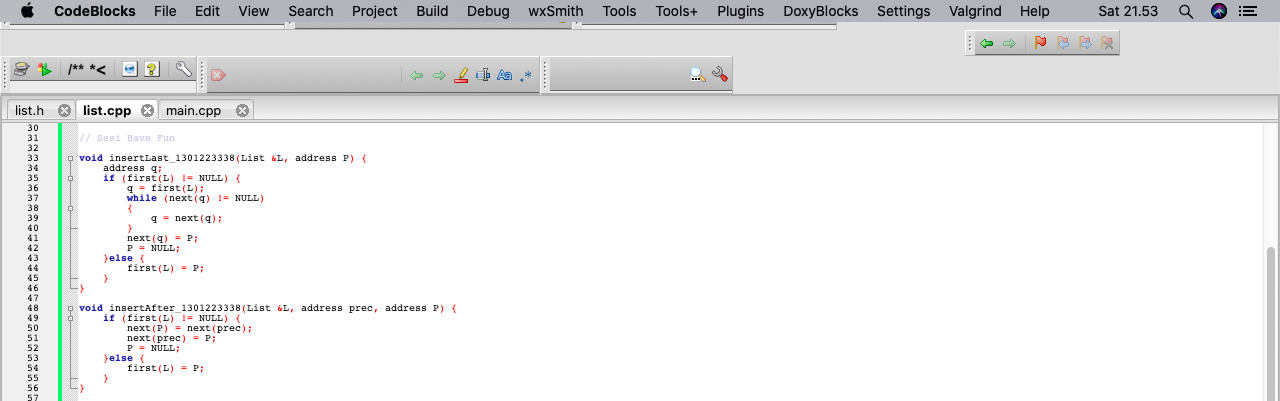 CodeBlocks File Edit View Search Project Build Debug wxSmith Tools Tools+ Plugins DoxyBlocks Settings Valgrind Help Sat 21.53
/** *< ? Aa .*
list.h list.cpp main.cpp
30
31 // Sesi Have Fun
32
33 void insertLast_1301223338(List &L, address P) {
34 address q;
35 if (first(L) != NULL) {
36 q = first(L);
37 while (next(q) != NULL)
38 {
39 q = next(q);
40 }
41 next(q) = P;
42 P = NULL;
43 }else {
44 first(L) = P;
45 }
46 }
47
48 void insertAfter_1301223338(List &L, address prec, address P) {
49 if (first(L) != NULL) {
50 next(P) = next(prec);
51 next(prec) = P;
52 P = NULL;
53 }else {
54 first(L) = P;
55 }
56 }
57